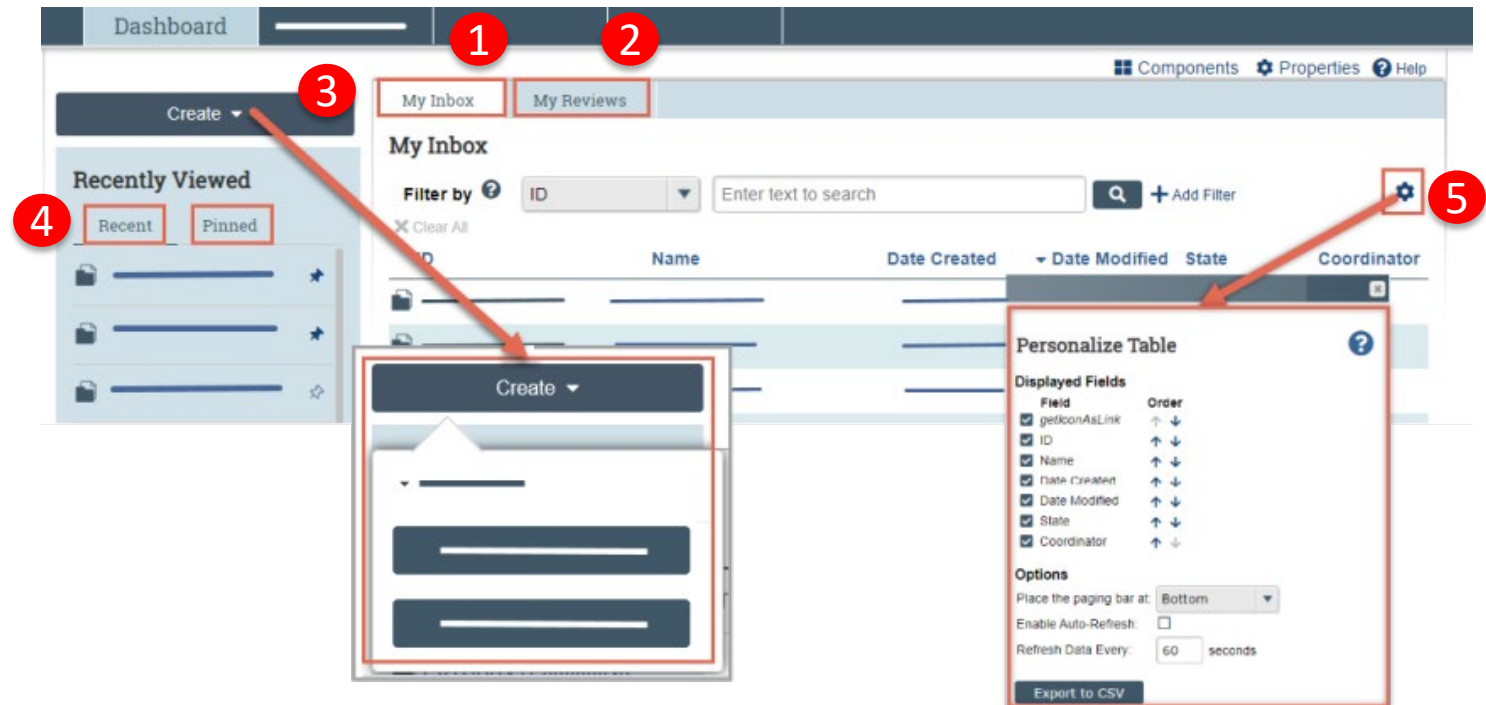 Dashboard
1
2
Components Properties Help
3
Create
My Inbox My Reviews
My Inbox
Recently Viewed
Filter by ID Enter text to search Add Filter
4
5
Recent Pinned
Clear All
Name Date Created Date Modified State Coordinator
Create
Personalize Table
Displayed Fields
Field Order
getIconAsLink
ID
Name
Date Created
Date Modified
State
Coordinator
Options
Place the paging bar at: Bottom
Enable Auto-Refresh:
Refresh Data Every: 60 seconds
Export to CSV